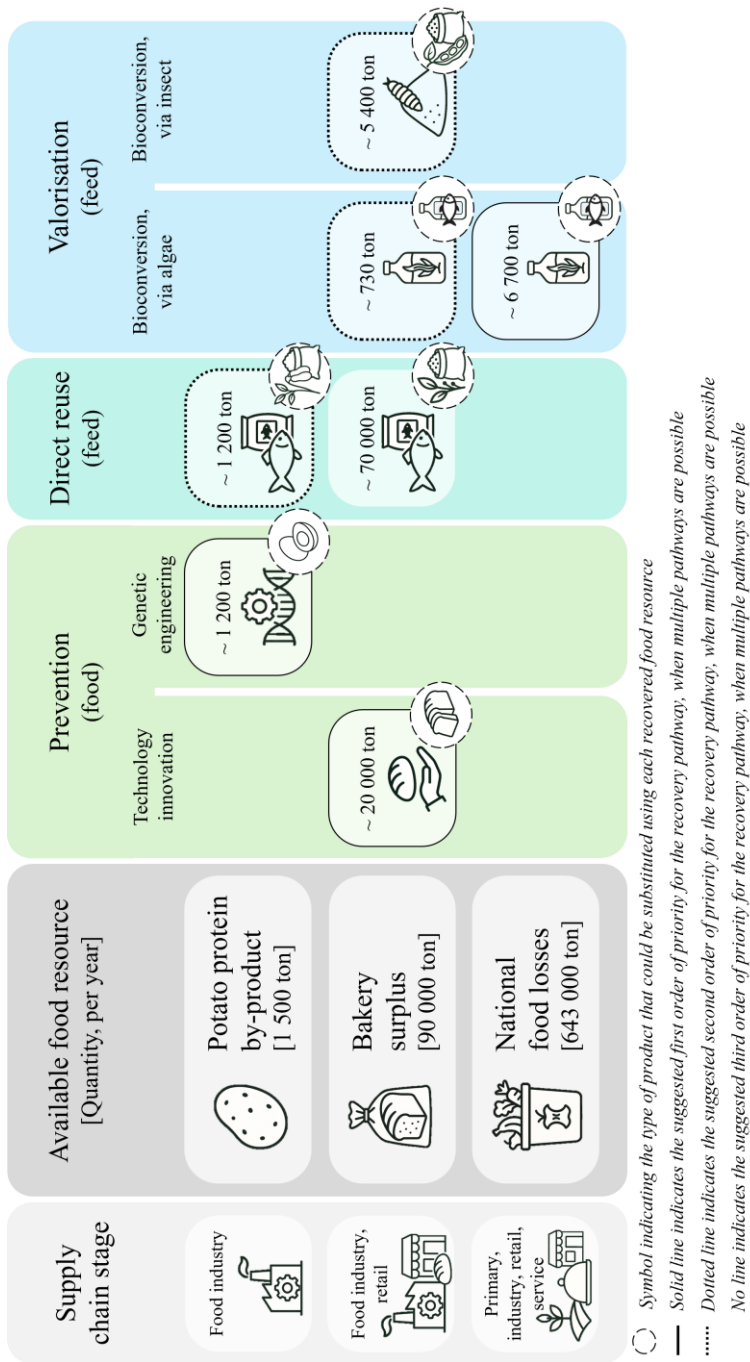 Supply
chain stage
Available food resource
[Quantity, per year]
Prevention
(food)
Technology
innovation
Genetic
engineering
Direct reuse
(feed)
Valorisation
(feed)
Bioconversion,
via algae
Bioconversion,
via insect
Food industry
Potato protein
by-product
[1 500 ton]
~ 1 200 ton
~ 1 200 ton
Food industry,
retail
Bakery
surplus
[90 000 ton]
~ 20 000 ton
~ 70 000 ton
~ 730 ton
~ 5 400 ton
Primary,
industry, retail,
service
National
food losses
[643 000 ton]
~ 6 700 ton
Symbol indicating the type of product that could be substituted using each recovered food resource
Solid line indicates the suggested first order of priority for the recovery pathway, when multiple pathways are possible
Dotted line indicates the suggested second order of priority for the recovery pathway, when multiple pathways are possible
No line indicates the suggested third order of priority for the recovery pathway, when multiple pathways are possible